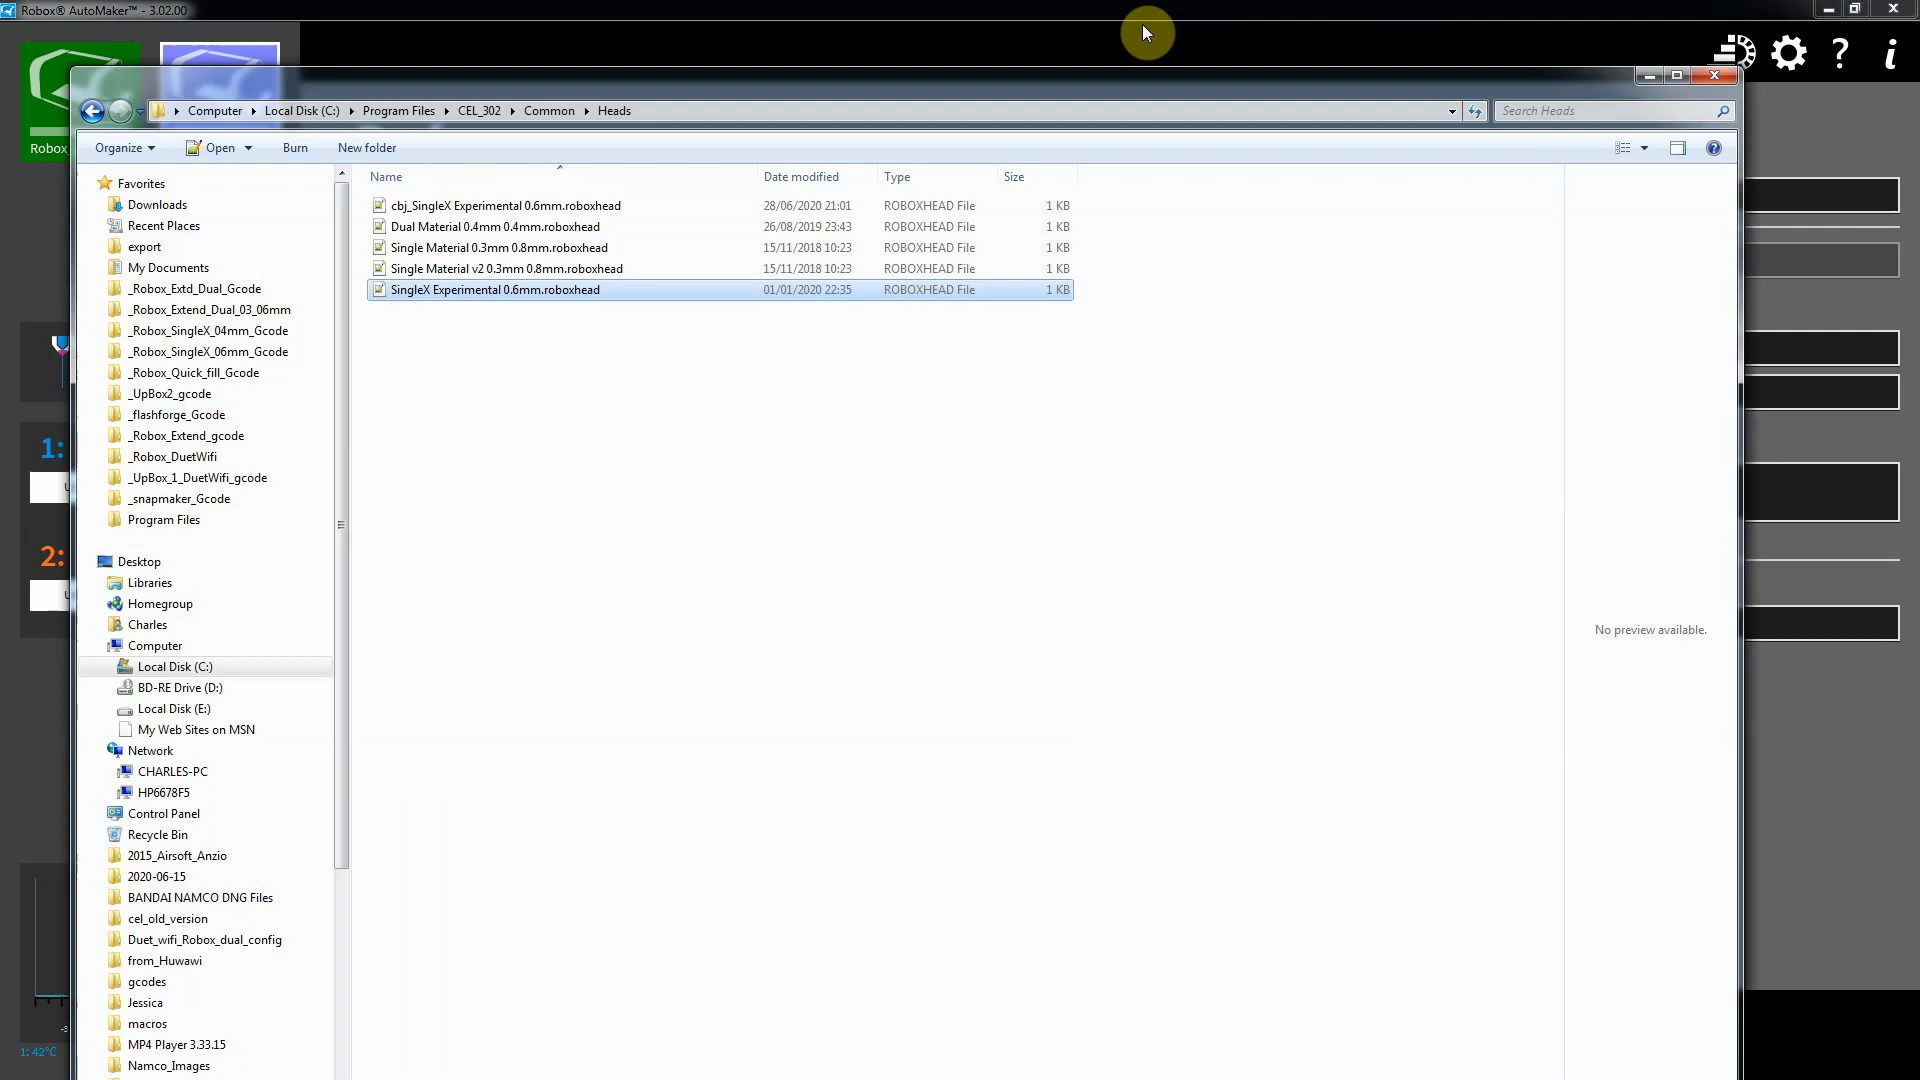 Robox® AutoMaker™ - 3.02.00
Computer Local Disk (C:) Program Files CEL_302 Common Heads
Search Heads
Organize Open Burn New folder
Robox
Name Date modified Type Size
cbj_SingleX Experimental 0.6mm.roboxhead 28/06/2020 21:01 ROBOXHEAD File 1 KB
Dual Material 0.4mm 0.4mm.roboxhead 26/08/2019 23:43 ROBOXHEAD File 1 KB
Single Material 0.3mm 0.8mm.roboxhead 15/11/2018 10:23 ROBOXHEAD File 1 KB
Single Material v2 0.3mm 0.8mm.roboxhead 15/11/2018 10:23 ROBOXHEAD File 1 KB
SingleX Experimental 0.6mm.roboxhead 01/01/2020 22:35 ROBOXHEAD File 1 KB
Favorites
Downloads
Recent Places
export
My Documents
_Robox_Extd_Dual_Gcode
_Robox_Extend_Dual_03_06mm
_Robox_SingleX_04mm_Gcode
_Robox_SingleX_06mm_Gcode
_Robox_Quick_fill_Gcode
_UpBox2_gcode
_flashforge_Gcode
_Robox_Extend_gcode
_Robox_DuetWifi
_UpBox_1_DuetWifi_gcode
_snapmaker_Gcode
Program Files
Desktop
Libraries
Homegroup
Charles
Computer
Local Disk (C:)
BD-RE Drive (D:)
Local Disk (E:)
My Web Sites on MSN
Network
CHARLES-PC
HP6678F5
Control Panel
Recycle Bin
2015_Airsoft_Anzio
2020-06-15
BANDAI NAMCO DNG Files
cel_old_version
Duet_wifi_Robox_dual_config
from_Huwawi
gcodes
Jessica
macros
MP4 Player 3.33.15
Namco_Images
No preview available.
1:
2:
-3
1: 42°C